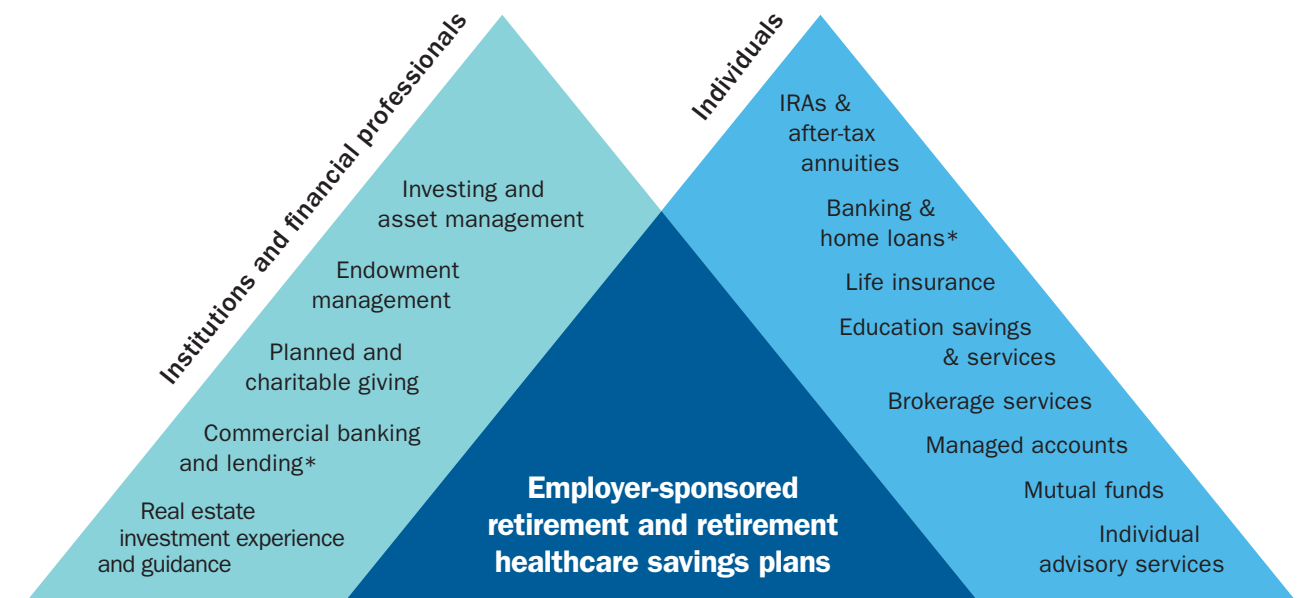 Institutions and financial professionals
Investing and
asset management
Endowment
management
Planned and
charitable giving
Commercial banking
and lending*
Real estate
investment experience
and guidance
Employer-sponsored
retirement and retirement
healthcare savings plans
Individuals
IRAs &
after-tax
annuities
Banking &
home loans*
Life insurance
Education savings
& services
Brokerage services
Managed accounts
Mutual funds
Individual
advisory services